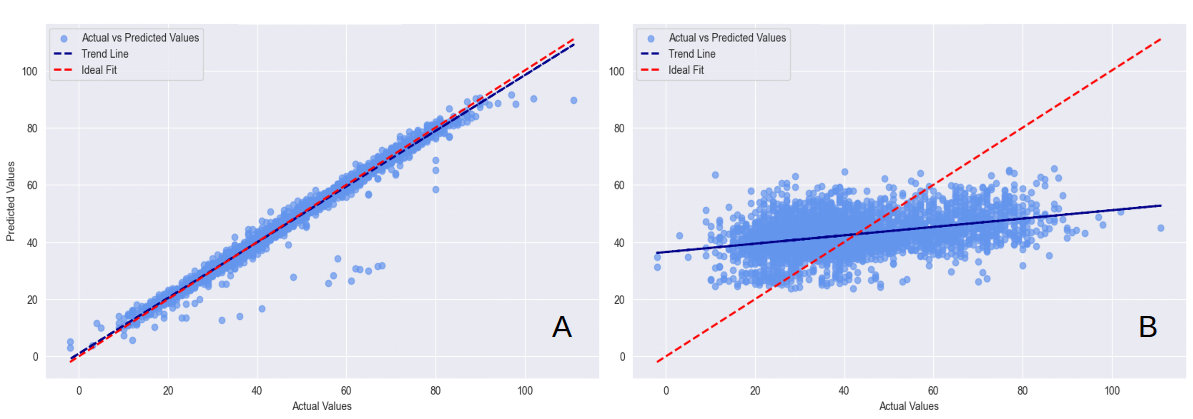 Actual vs Predicted Values
Trend Line
Ideal Fit
Predicted Values
100
80
60
40
20
0
0 20 40 60 80 100
Actual Values
A
Actual vs Predicted Values
Trend Line
Ideal Fit
100
80
60
40
20
0
0 20 40 60 80 100
Actual Values
B